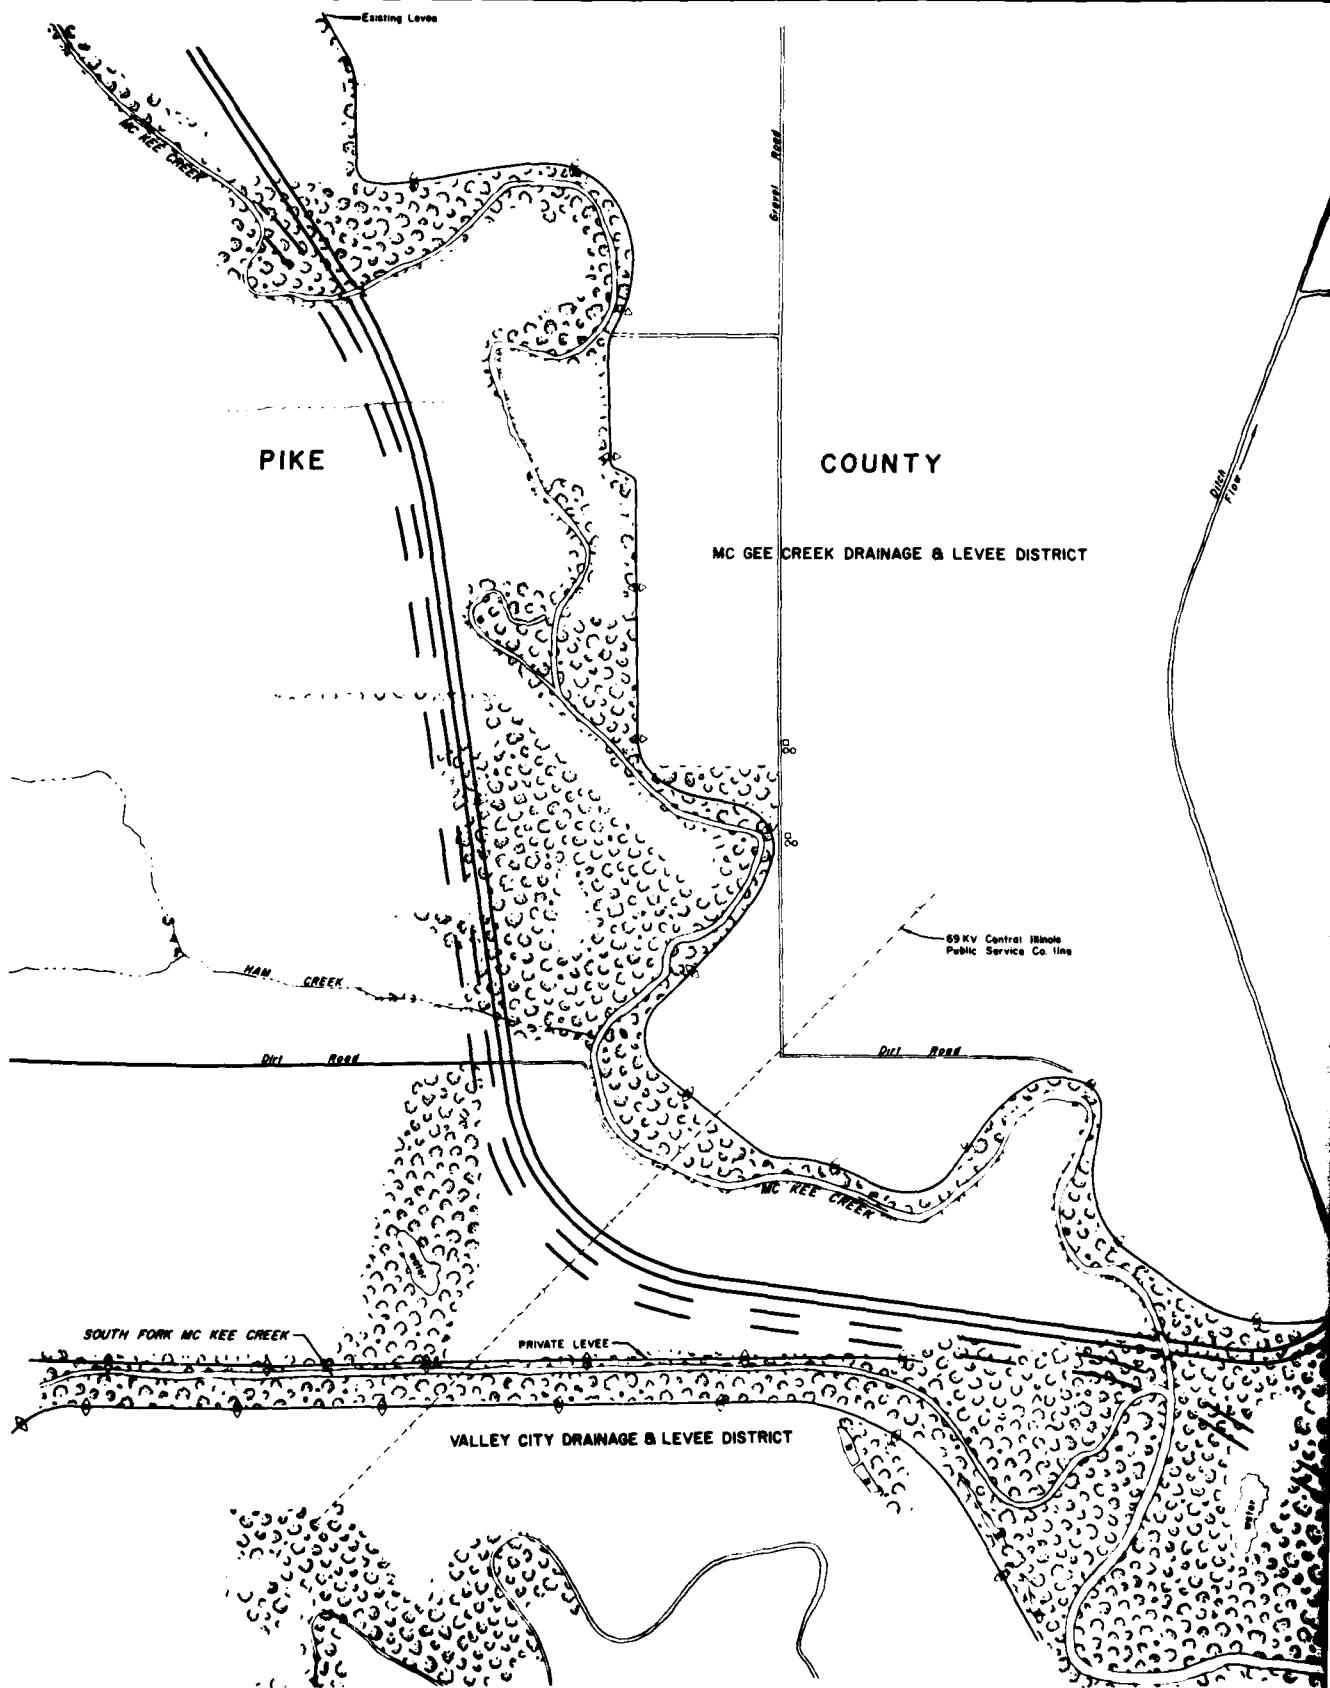 Existing Levee
MC KEE CREEK
Gravel Road
PIKE COUNTY
Ditch
Flow
MC GEE CREEK DRAINAGE & LEVEE DISTRICT
69 KV Central Illinois
Public Service Co. line
HAM CREEK
Dirt Road
Dirt Road
MC KEE CREEK
water
SOUTH FORK MC KEE CREEK
PRIVATE LEVEE
VALLEY CITY DRAINAGE & LEVEE DISTRICT
water